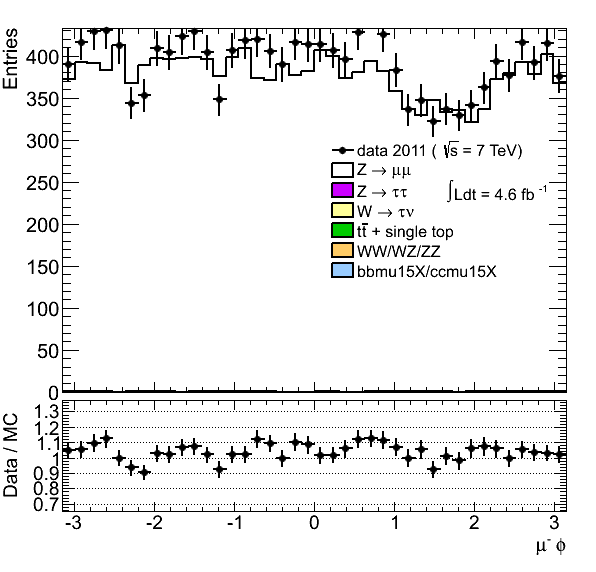 Entries
400
350
300
250
200
150
100
50
0
data 2011 ( √s = 7 TeV)
Z → μμ
Z → ττ
∫Ldt = 4.6 fb⁻¹
W → τν
tt̄ + single top
WW/WZ/ZZ
bbmu15X/ccmu15X
Data / MC
1.3
1.2
1.1
1
0.9
0.8
0.7
-3 -2 -1 0 1 2 3
μ⁻ ϕ